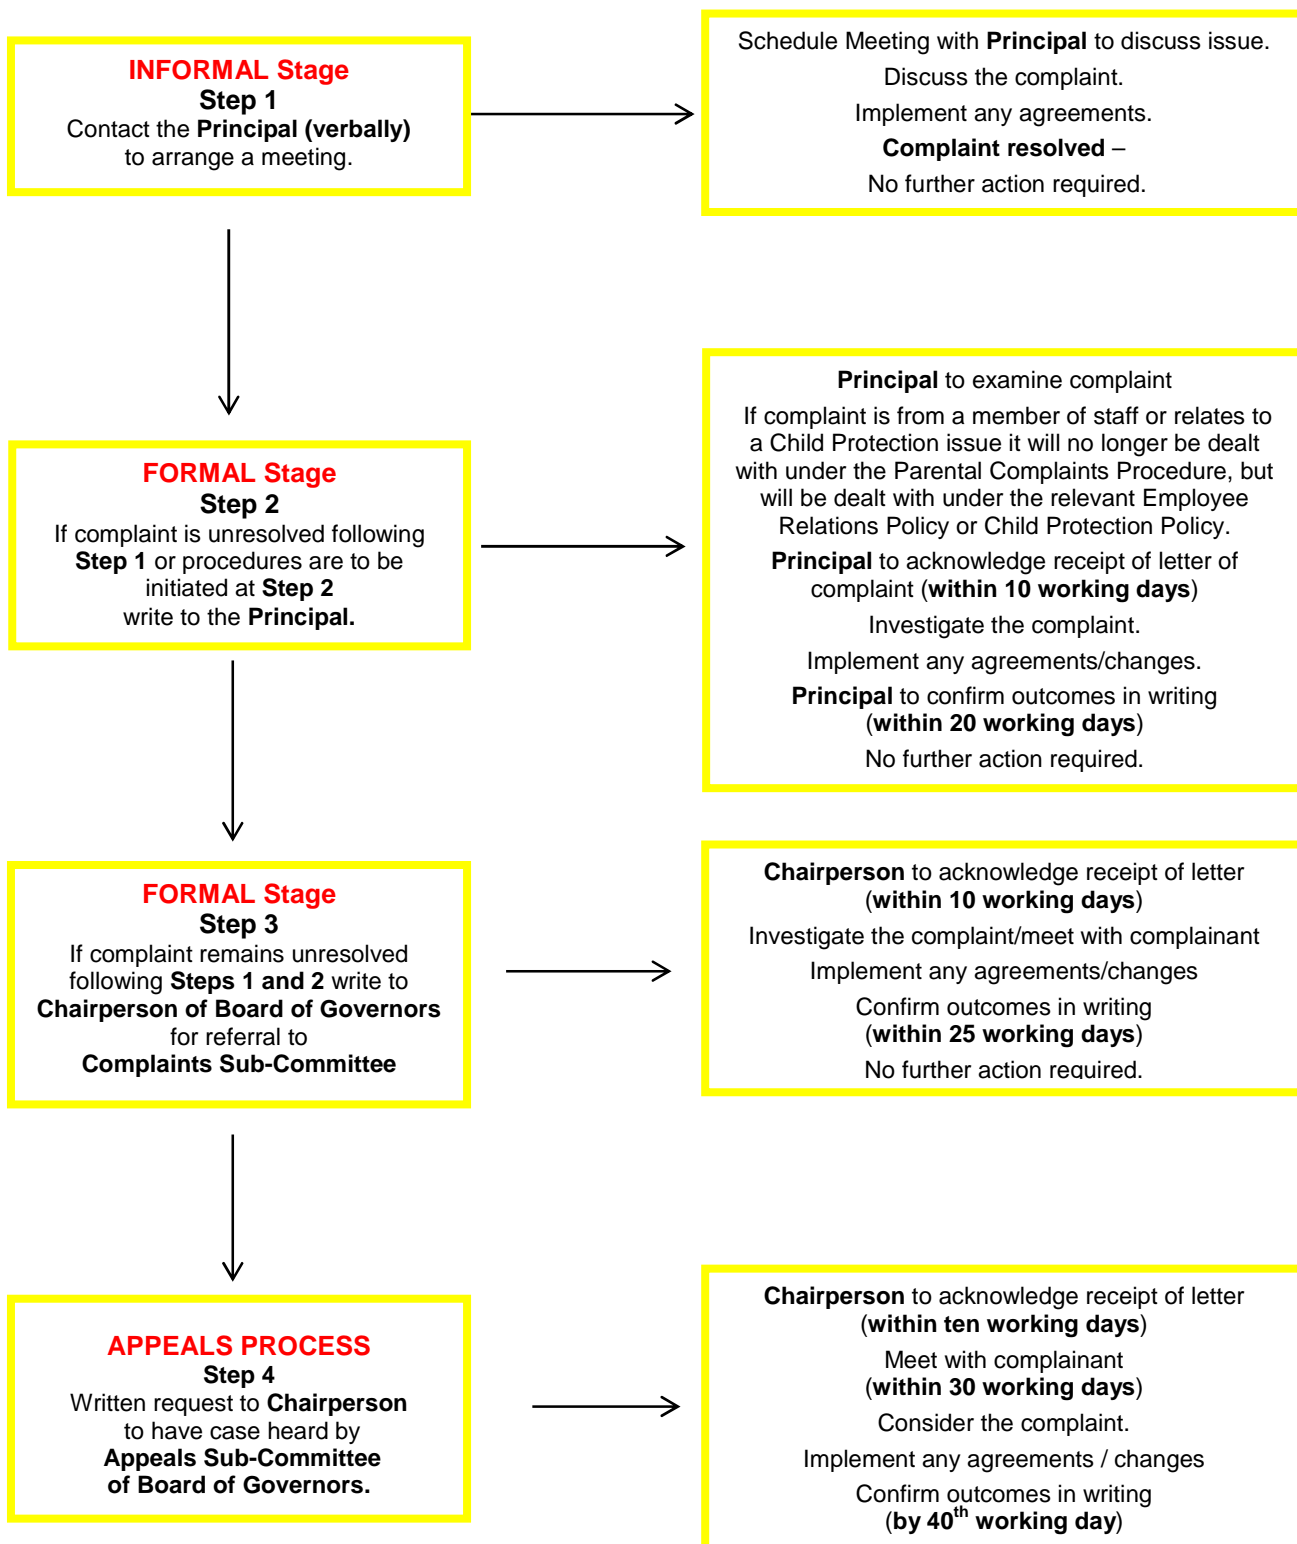 INFORMAL Stage
Step 1
Contact the Principal (verbally)
to arrange a meeting.
Schedule Meeting with Principal to discuss issue.
Discuss the complaint.
Implement any agreements.
Complaint resolved –
No further action required.
FORMAL Stage
Step 2
If complaint is unresolved following
Step 1 or procedures are to be
initiated at Step 2
write to the Principal.
Principal to examine complaint
If complaint is from a member of staff or relates to
a Child Protection issue it will no longer be dealt
with under the Parental Complaints Procedure, but
will be dealt with under the relevant Employee
Relations Policy or Child Protection Policy.
Principal to acknowledge receipt of letter of
complaint (within 10 working days)
Investigate the complaint.
Implement any agreements/changes.
Principal to confirm outcomes in writing
(within 20 working days)
No further action required.
FORMAL Stage
Step 3
If complaint remains unresolved
following Steps 1 and 2 write to
Chairperson of Board of Governors
for referral to
Complaints Sub-Committee
Chairperson to acknowledge receipt of letter
(within 10 working days)
Investigate the complaint/meet with complainant
Implement any agreements/changes
Confirm outcomes in writing
(within 25 working days)
No further action required.
APPEALS PROCESS
Step 4
Written request to Chairperson
to have case heard by
Appeals Sub-Committee
of Board of Governors.
Chairperson to acknowledge receipt of letter
(within ten working days)
Meet with complainant
(within 30 working days)
Consider the complaint.
Implement any agreements / changes
Confirm outcomes in writing
(by 40th working day)